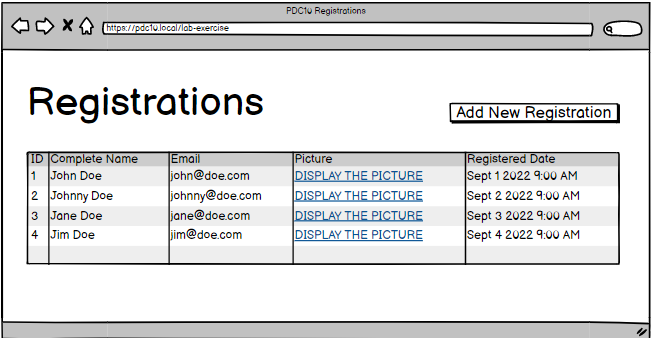 PDC10 Registrations
https://pdc10.local/lab-exercise
Registrations
Add New Registration
ID Complete Name Email Picture Registered Date
1 John Doe john@doe.com DISPLAY THE PICTURE Sept 1 2022 9:00 AM
2 Johnny Doe johnny@doe.com DISPLAY THE PICTURE Sept 2 2022 9:00 AM
3 Jane Doe jane@doe.com DISPLAY THE PICTURE Sept 3 2022 9:00 AM
4 Jim Doe jim@doe.com DISPLAY THE PICTURE Sept 4 2022 9:00 AM